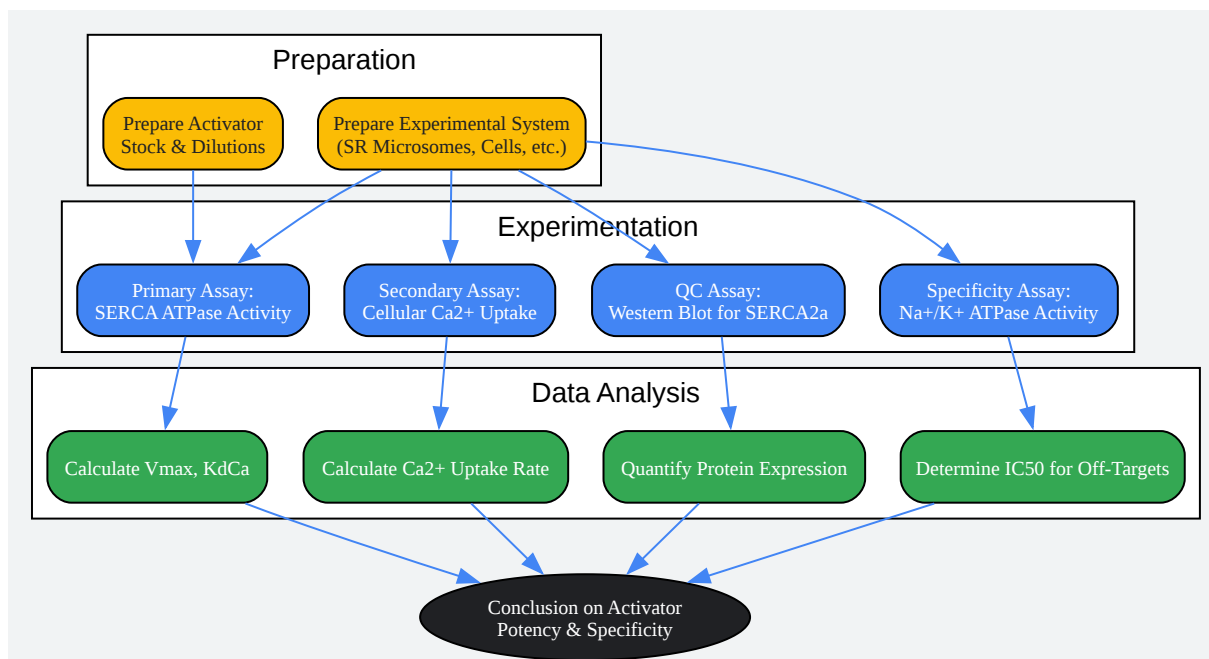 Preparation
Prepare Activator
Stock & Dilutions
Prepare Experimental System
(SR Microsomes, Cells, etc.)
Experimentation
Primary Assay:
SERCA ATPase Activity
Secondary Assay:
Cellular Ca2+ Uptake
QC Assay:
Western Blot for SERCA2a
Specificity Assay:
Na+/K+ ATPase Activity
Data Analysis
Calculate Vmax, KdCa
Calculate Ca2+ Uptake Rate
Quantify Protein Expression
Determine IC50 for Off-Targets
Conclusion on Activator
Potency & Specificity